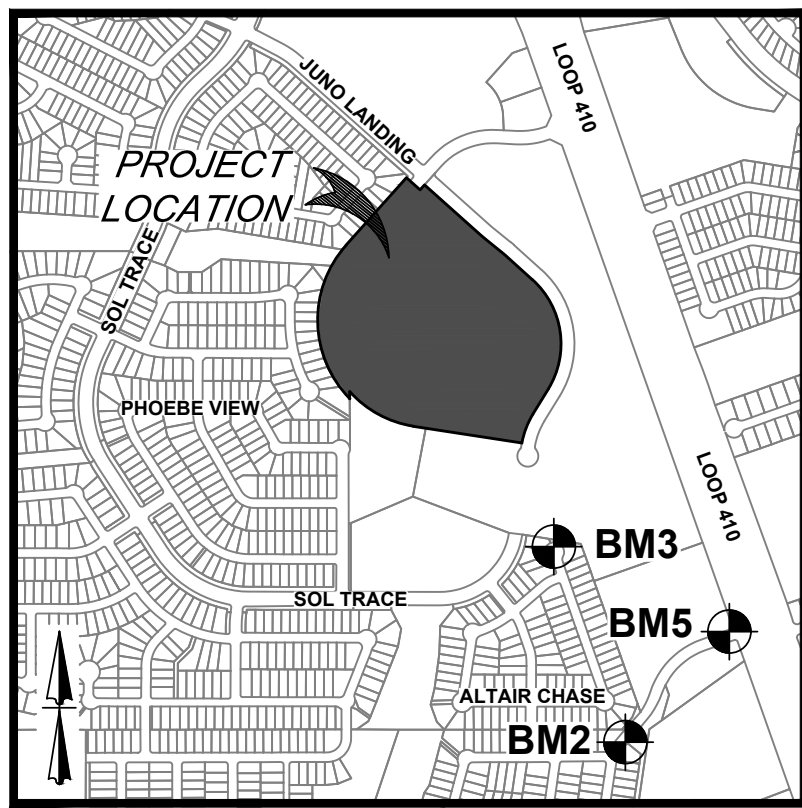 LOOP 410
JUNO LANDING
PROJECT
LOCATION
SOL TRACE
PHOEBE VIEW
LOOP 410
BM3
SOL TRACE
BM5
ALTAIR CHASE
BM2